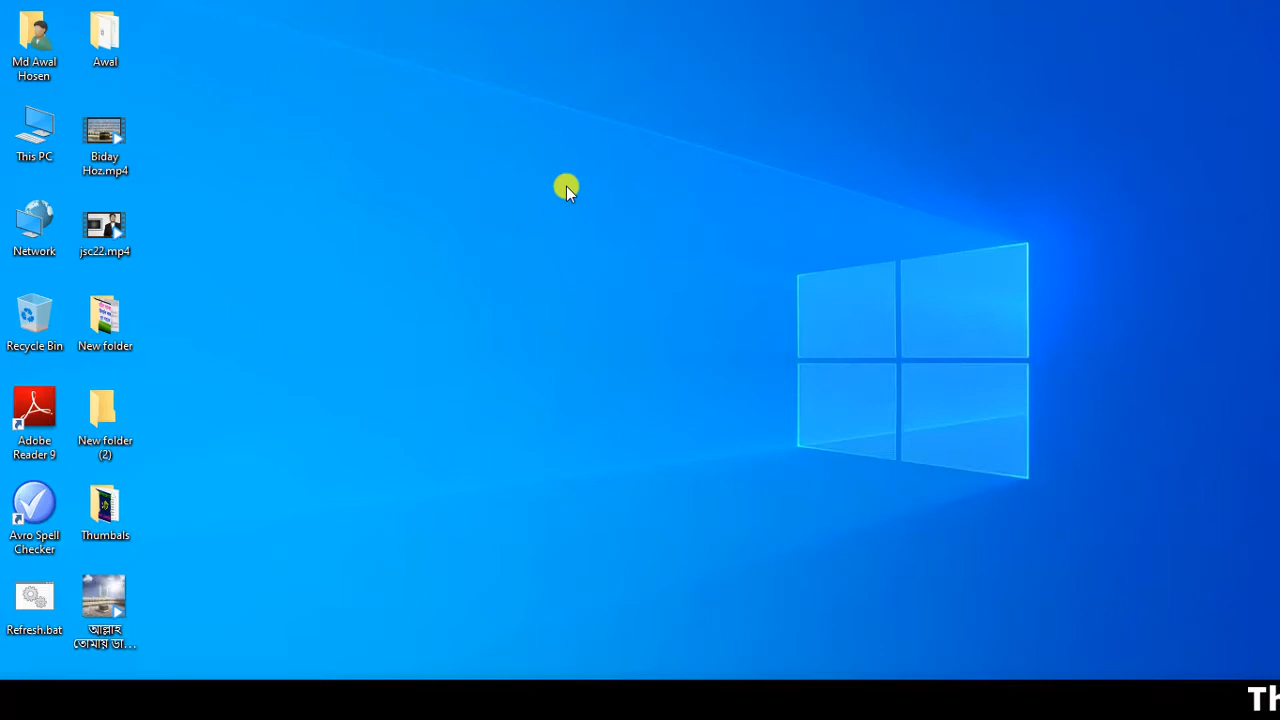 Md Awal
Hosen
Awal
This PC
Biday
Hoz.mp4
Network
jsc22.mp4
Recycle Bin
New folder
Adobe
Reader 9
New folder
(2)
Avro Spell
Checker
Thumbals
Refresh.bat
আল্লাহ
তোমায় ডা...
Th